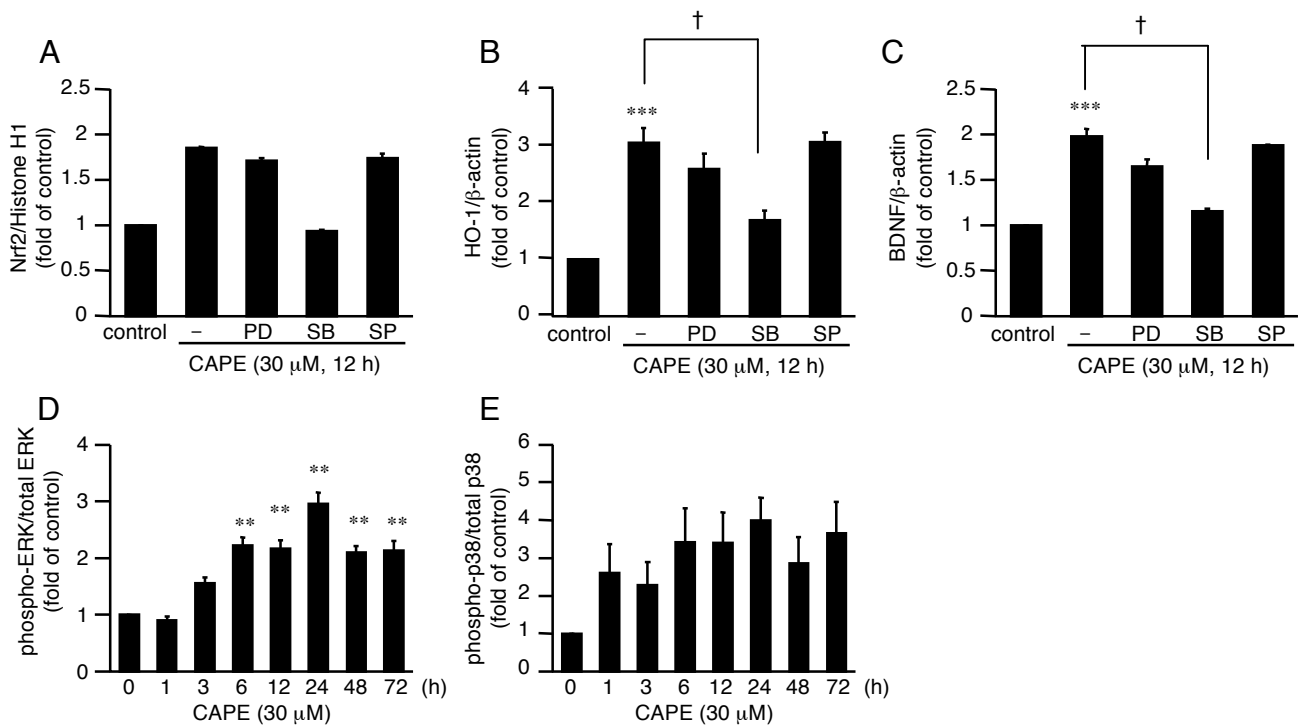 A
Nrf2/Histone H1
(fold of control)
2.5
2
1.5
1
0.5
0
control
–
PD
SB
SP
CAPE (30 μM, 12 h)
B
†
HO-1/β-actin
(fold of control)
4
3
2
1
0
***
control
–
PD
SB
SP
CAPE (30 μM, 12 h)
C
†
BDNF/β-actin
(fold of control)
2.5
2
1.5
1
0.5
0
***
control
–
PD
SB
SP
CAPE (30 μM, 12 h)
D
phospho-ERK/total ERK
(fold of control)
4
3
2
1
0
**
**
**
**
**
0 1 3 6 12 24 48 72 (h)
CAPE (30 μM)
E
phospho-p38/total p38
(fold of control)
6
5
4
3
2
1
0
0 1 3 6 12 24 48 72 (h)
CAPE (30 μM)